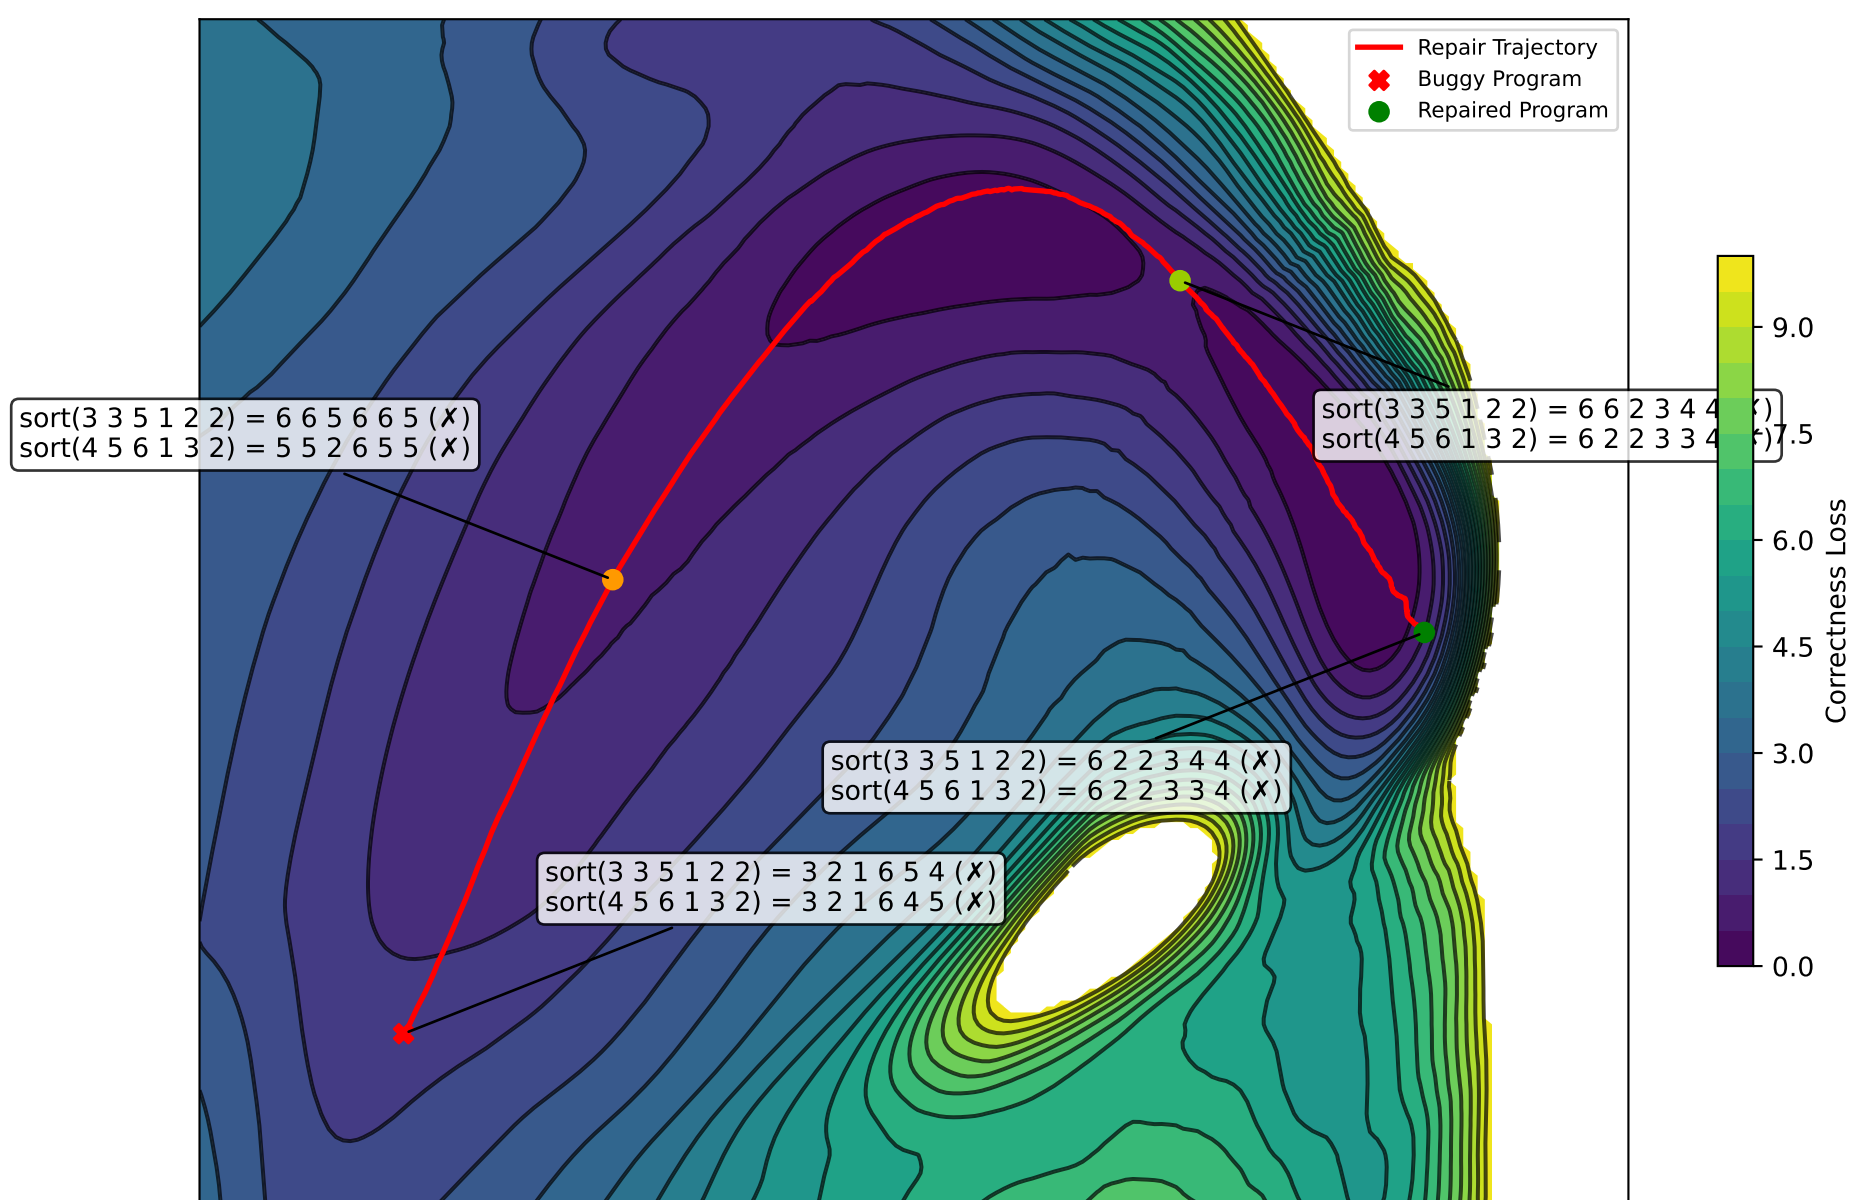 Repair Trajectory
Buggy Program
Repaired Program
sort(3 3 5 1 2 2) = 6 6 5 6 6 5 (✗)
sort(4 5 6 1 3 2) = 5 5 2 6 5 5 (✗)
sort(3 3 5 1 2 2) = 6 6 2 3 4 4
sort(4 5 6 1 3 2) = 6 2 2 3 3 4
sort(3 3 5 1 2 2) = 6 2 2 3 4 4 (✗)
sort(4 5 6 1 3 2) = 6 2 2 3 3 4 (✗)
sort(3 3 5 1 2 2) = 3 2 1 6 5 4 (✗)
sort(4 5 6 1 3 2) = 3 2 1 6 4 5 (✗)
9.0
7.5
6.0
4.5
3.0
1.5
0.0
Correctness Loss